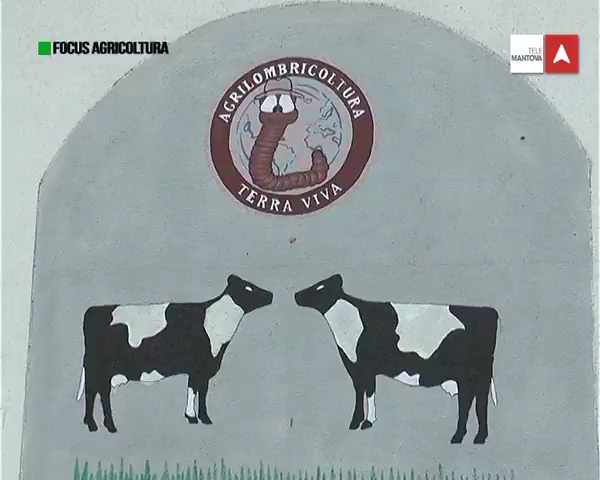 FOCUS AGRICOLTURA
TELE
MANTOVA
AGRILOMBRICOLTURA
TERRA VIVA